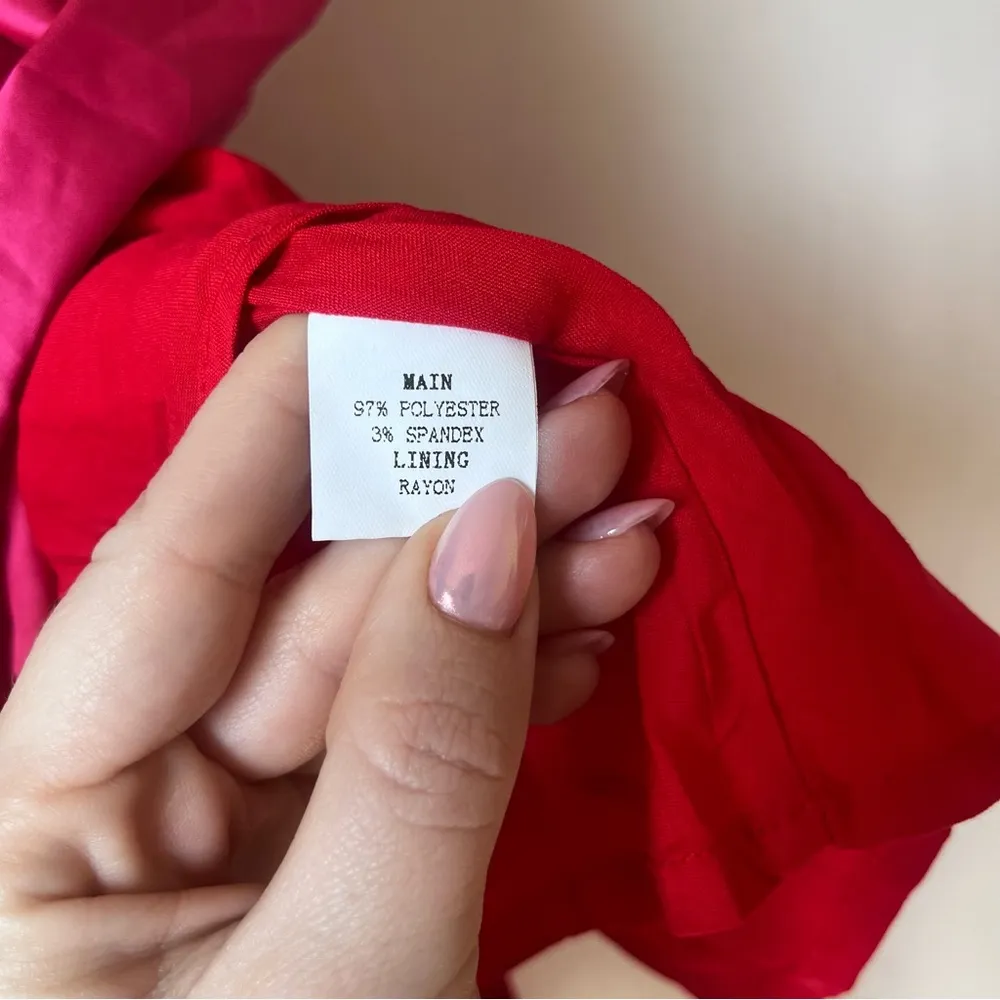 MAIN
97% POLYESTER
3% SPANDEX
LINING
RAYON